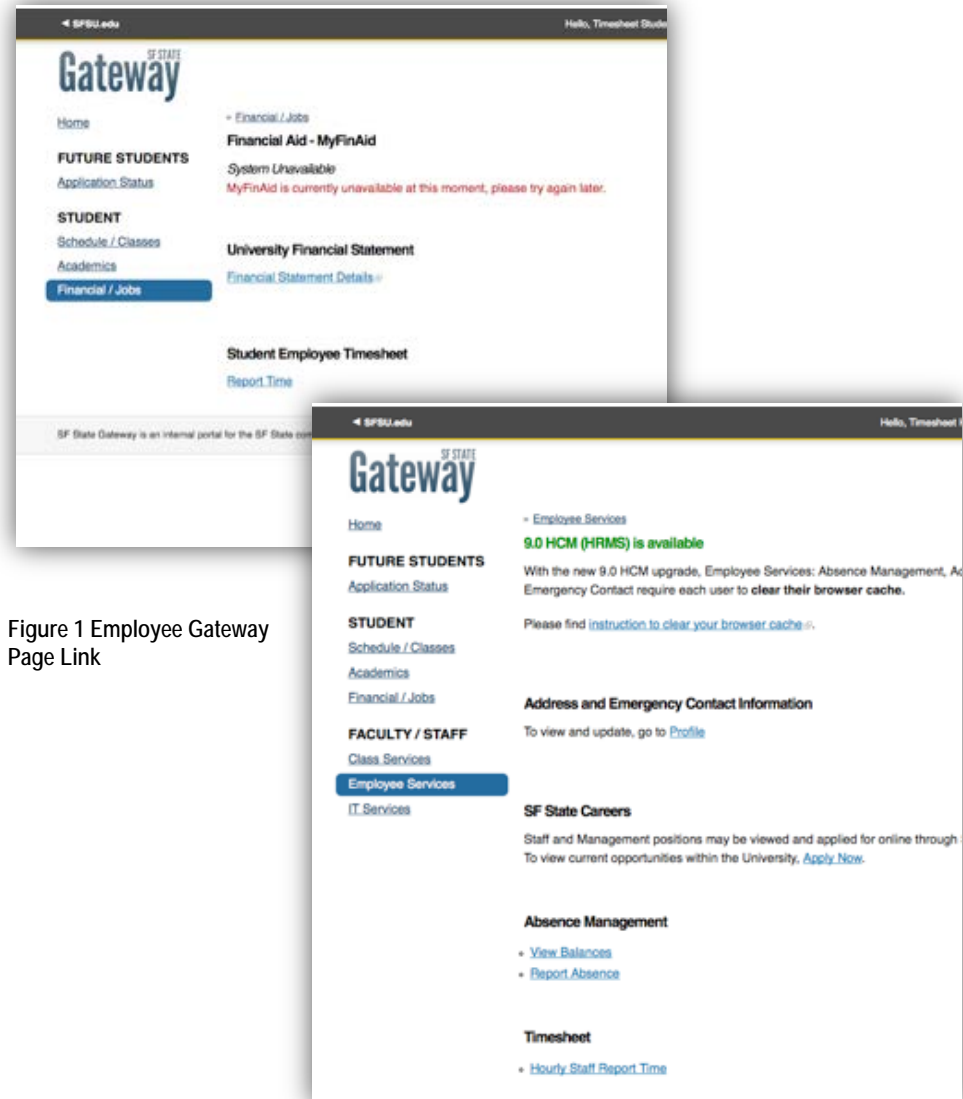 ◄ SFSU.edu
Hello, Timesheet Stude
SF STATE
Gateway
Home
FUTURE STUDENTS
Application Status
STUDENT
Schedule / Classes
Academics
Financial / Jobs
» Financial / Jobs
Financial Aid - MyFinAid
System Unavailable
MyFinAid is currently unavailable at this moment, please try again later.
University Financial Statement
Financial Statement Details
Student Employee Timesheet
Report Time
SF State Gateway is an internal portal for the SF State com
◄ SFSU.edu
Hello, Timesheet
SF STATE
Gateway
Home
FUTURE STUDENTS
Application Status
STUDENT
Schedule / Classes
Academics
Financial / Jobs
FACULTY / STAFF
Class Services
Employee Services
IT Services
» Employee Services
9.0 HCM (HRMS) is available
With the new 9.0 HCM upgrade, Employee Services: Absence Management, Ad
Emergency Contact require each user to clear their browser cache.
Please find instruction to clear your browser cache.
Address and Emergency Contact Information
To view and update, go to Profile
SF State Careers
Staff and Management positions may be viewed and applied for online through
To view current opportunities within the University, Apply Now.
Absence Management
• View Balances
• Report Absence
Timesheet
• Hourly Staff Report Time
Figure 1 Employee Gateway
Page Link